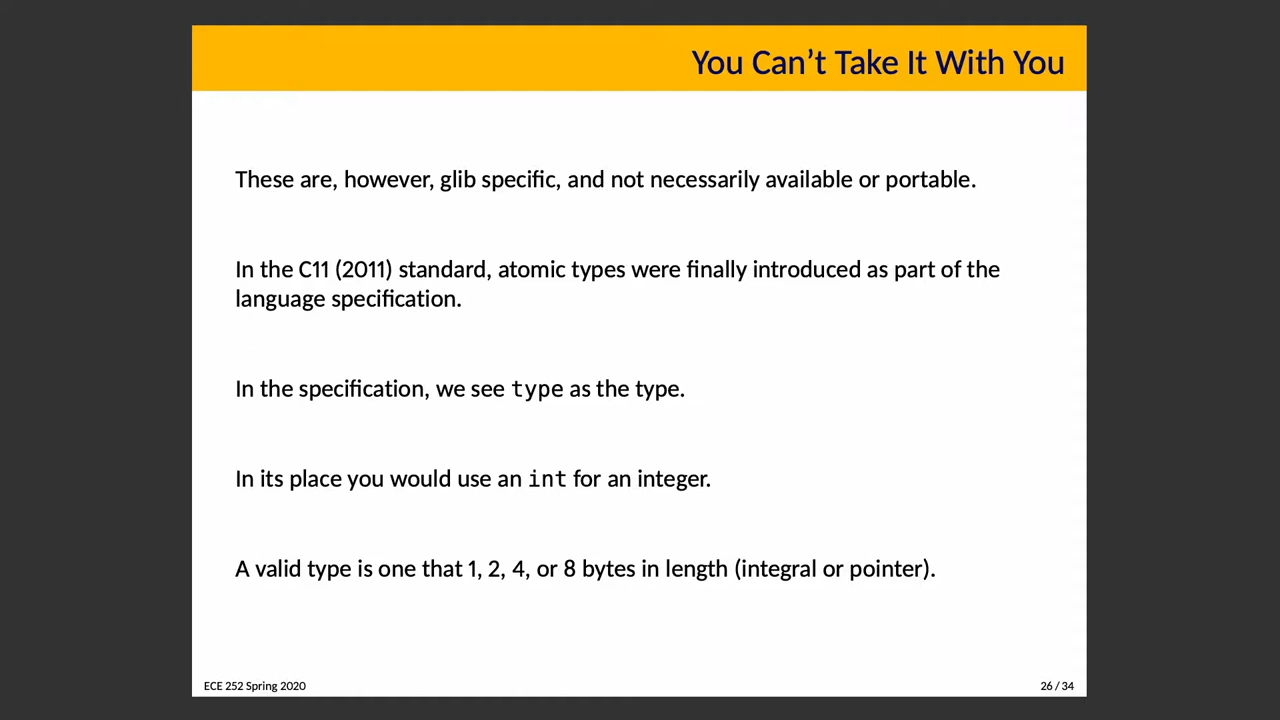 You Can’t Take It With You
These are, however, glib specific, and not necessarily available or portable.
In the C11 (2011) standard, atomic types were finally introduced as part of the
language specification.
In the specification, we see type as the type.
In its place you would use an int for an integer.
A valid type is one that 1, 2, 4, or 8 bytes in length (integral or pointer).
ECE 252 Spring 2020
26 / 34